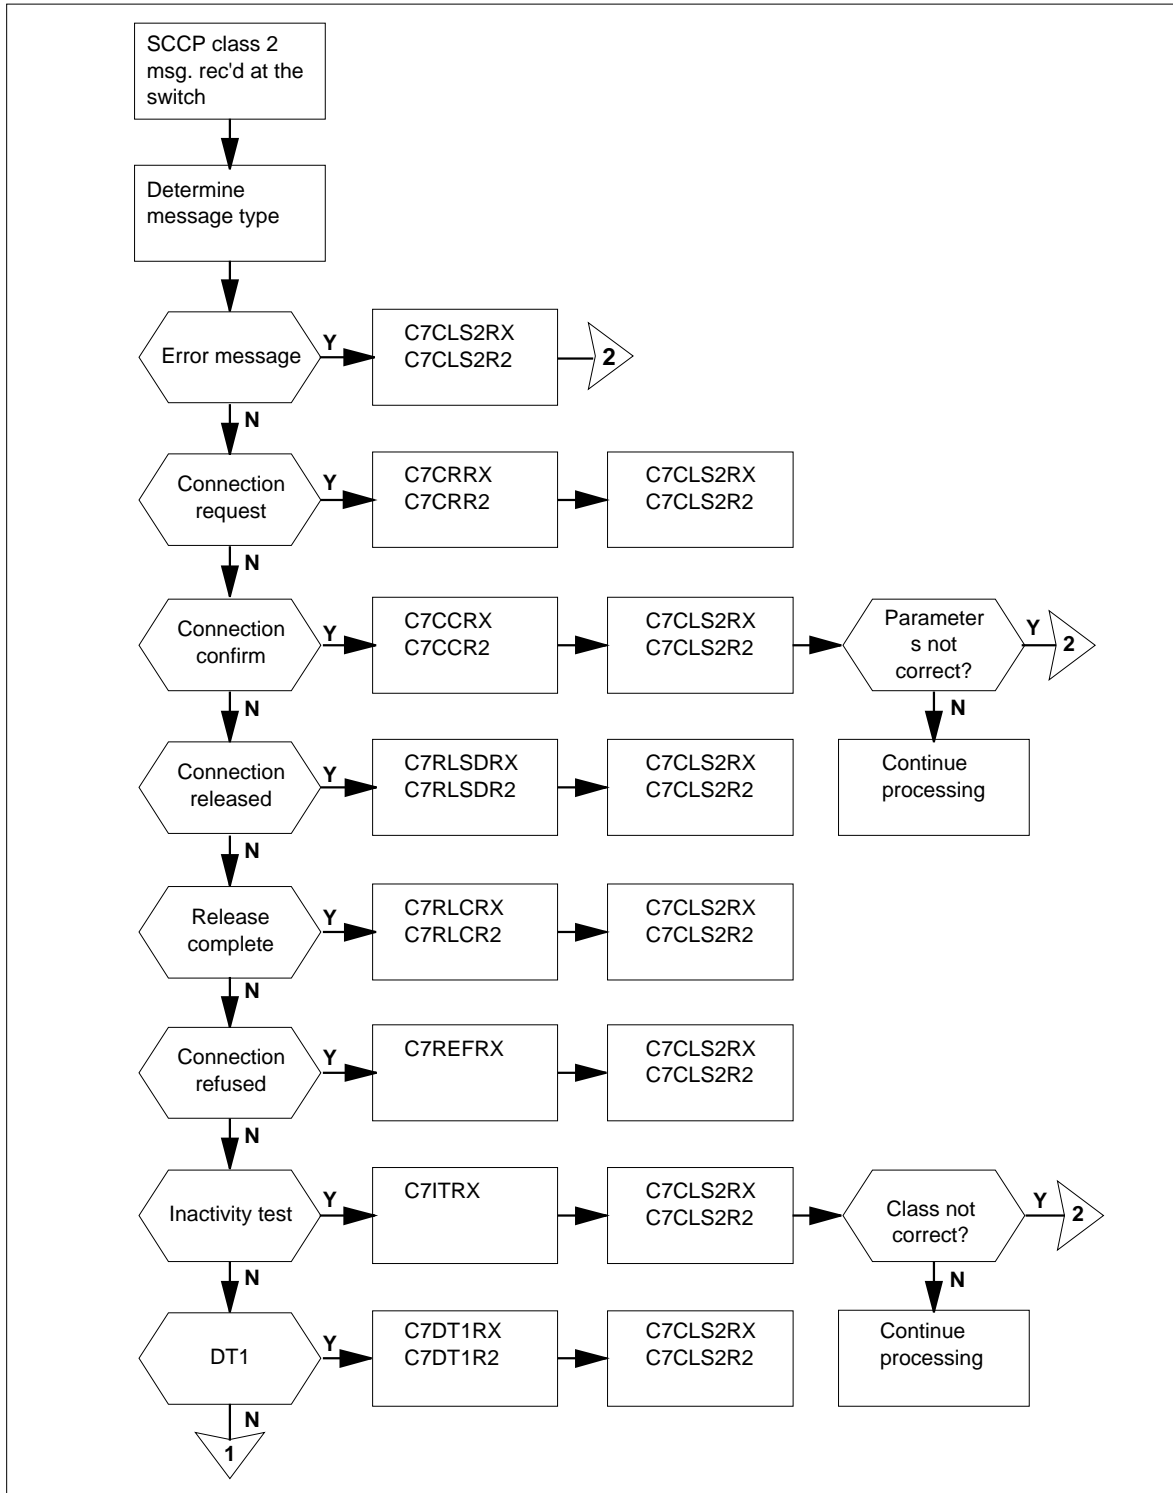 SCCP class 2
msg. rec'd at the
switch
Determine
message type
Error message
Y
C7CLS2RX
C7CLS2R2
2
N
Connection
request
Y
C7CRRX
C7CRR2
C7CLS2RX
C7CLS2R2
N
Connection
confirm
Y
C7CCRX
C7CCR2
C7CLS2RX
C7CLS2R2
Parameter
s not
correct?
Y
2
N
N
Connection
released
Y
C7RLSDRX
C7RLSDR2
C7CLS2RX
C7CLS2R2
Continue
processing
N
Release
complete
Y
C7RLCRX
C7RLCR2
C7CLS2RX
C7CLS2R2
N
Connection
refused
Y
C7REFRX
C7CLS2RX
C7CLS2R2
N
Inactivity test
Y
C7ITRX
C7CLS2RX
C7CLS2R2
Class not
correct?
Y
2
N
N
DT1
Y
C7DT1RX
C7DT1R2
C7CLS2RX
C7CLS2R2
Continue
processing
N
1